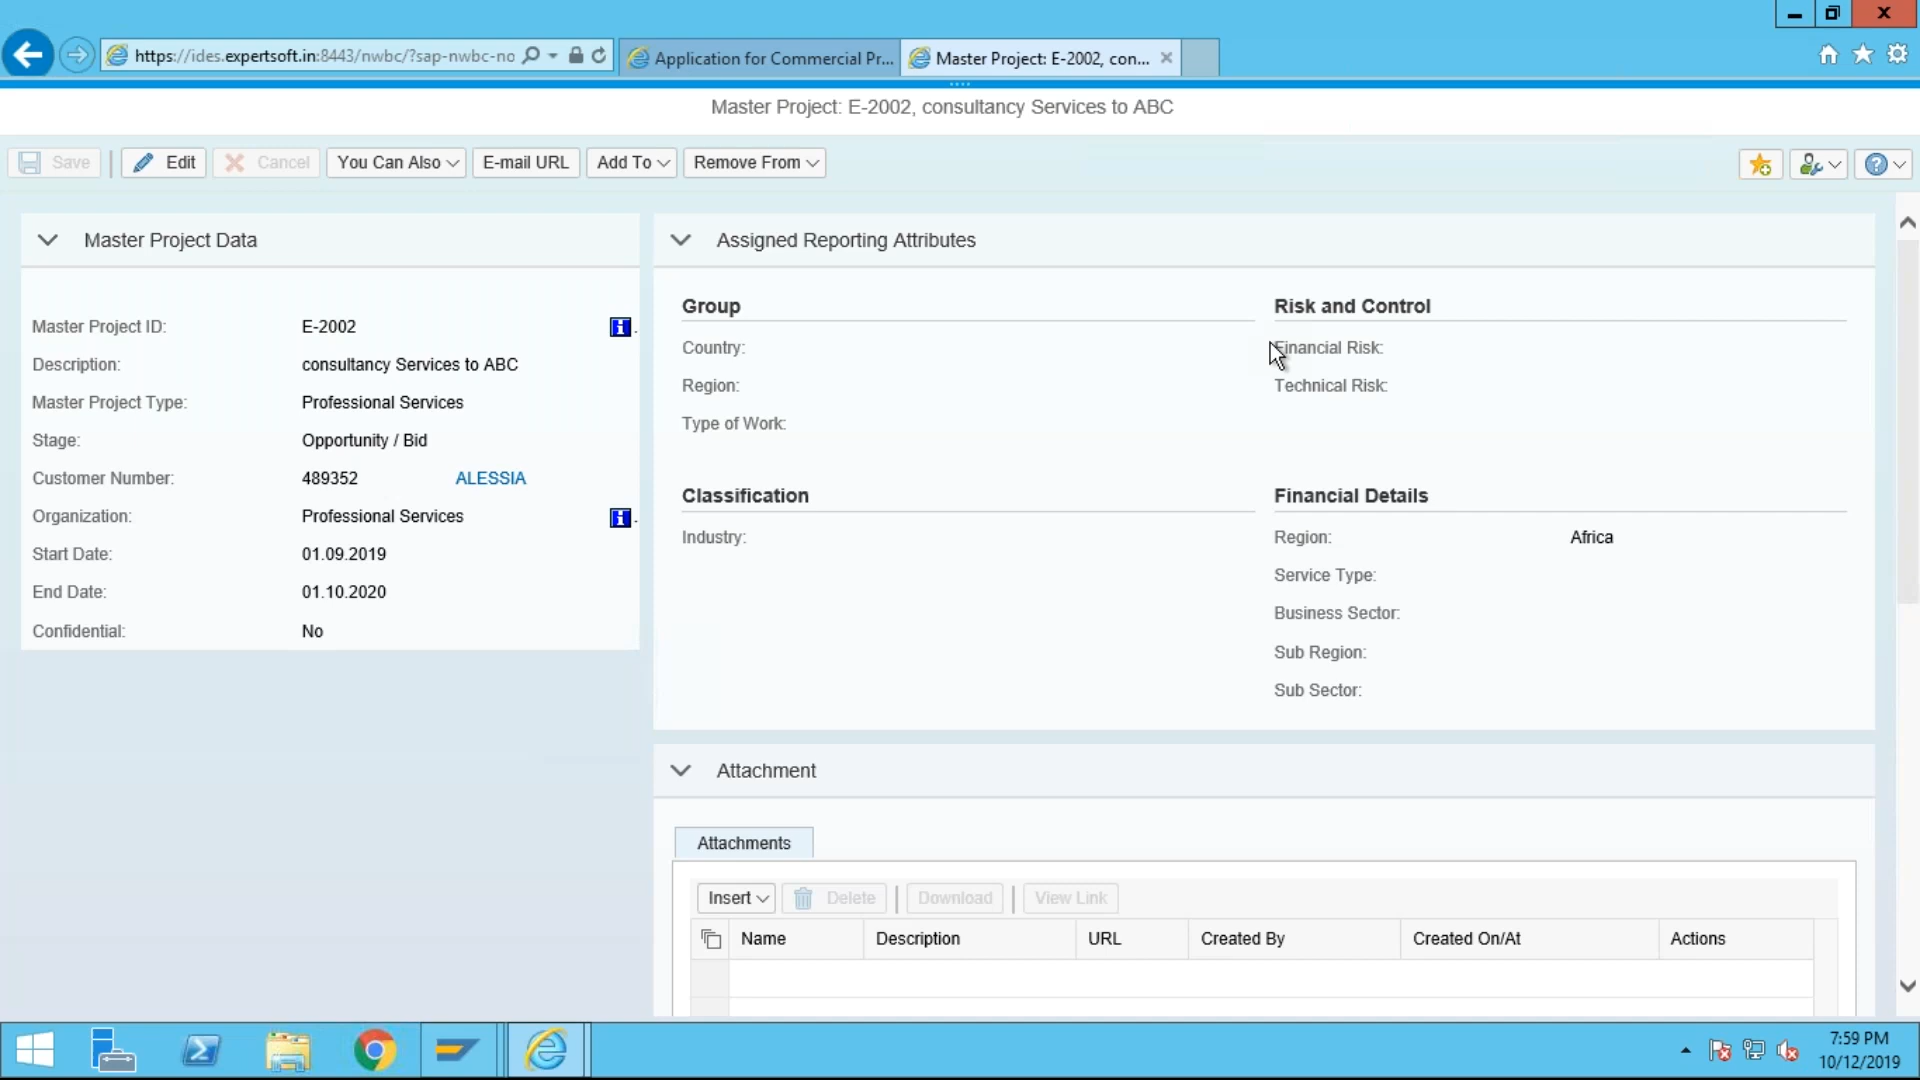 https://ides.expertsoft.in:8443/nwbc/?sap-nwbc-no
Application for Commercial Pr...
Master Project: E-2002, con...
Master Project: E-2002, consultancy Services to ABC
Save
Edit
Cancel
You Can Also
E-mail URL
Add To
Remove From
Master Project Data
Master Project ID: E-2002
Description: consultancy Services to ABC
Master Project Type: Professional Services
Stage: Opportunity / Bid
Customer Number: 489352 ALESSIA
Organization: Professional Services
Start Date: 01.09.2019
End Date: 01.10.2020
Confidential: No
Assigned Reporting Attributes
Group
Country:
Region:
Type of Work:
Risk and Control
Financial Risk:
Technical Risk:
Classification
Industry:
Financial Details
Region: Africa
Service Type:
Business Sector:
Sub Region:
Sub Sector:
Attachment
Attachments
Insert
Delete
Download
View Link
Name Description URL Created By Created On/At Actions
7:59 PM
10/12/2019